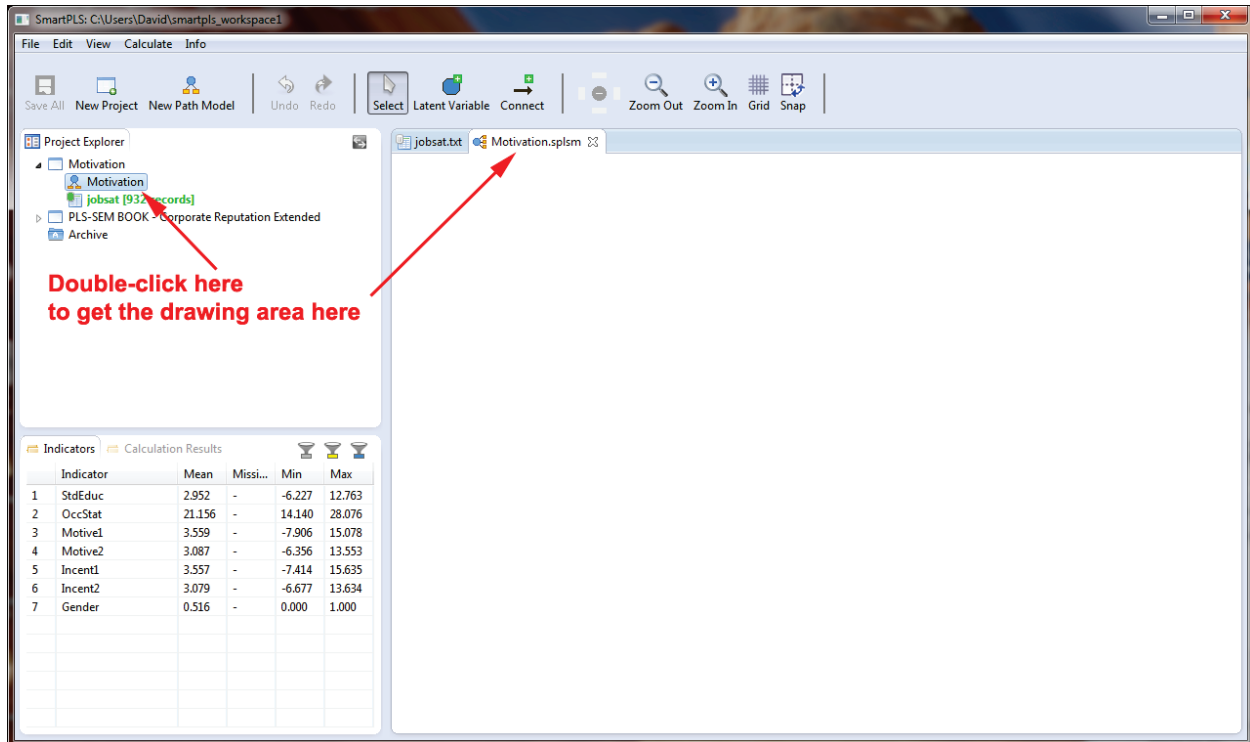 SmartPLS: C:\Users\David\smartpls_workspace1
File Edit View Calculate Info
Save All New Project New Path Model Undo Redo Select Latent Variable Connect Zoom Out Zoom In Grid Snap
Project Explorer
jobsat.txt Motivation.splsm
Motivation
Motivation
jobsat [932 records]
PLS-SEM BOOK - Corporate Reputation Extended
Archive
Double-click here
to get the drawing area here
Indicators Calculation Results
Indicator Mean Missi... Min Max
1 StdEduc 2.952 - -6.227 12.763
2 OccStat 21.156 - 14.140 28.076
3 Motive1 3.559 - -7.906 15.078
4 Motive2 3.087 - -6.356 13.553
5 Incent1 3.557 - -7.414 15.635
6 Incent2 3.079 - -6.677 13.634
7 Gender 0.516 - 0.000 1.000